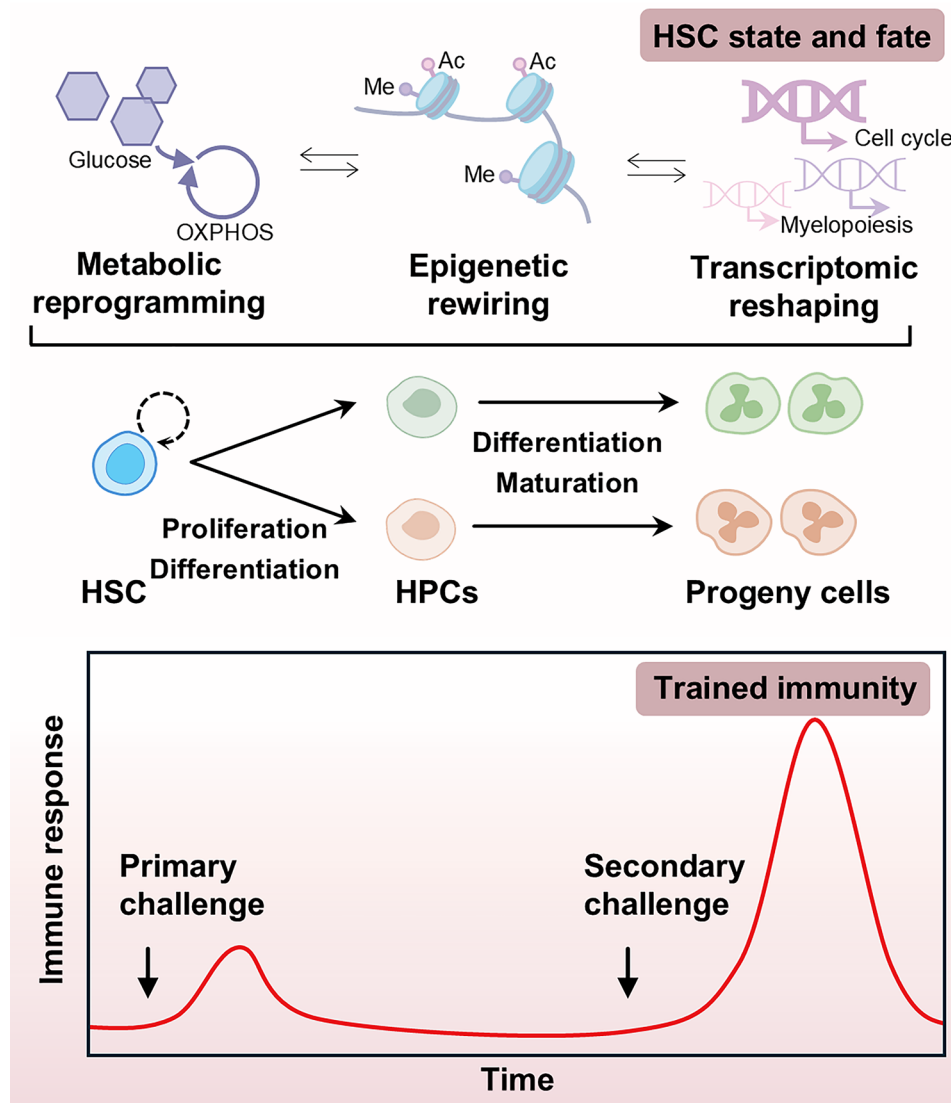 HSC state and fate
Ac
Ac
Me
Me
Glucose
OXPHOS
Cell cycle
Myelopoiesis
Metabolic
reprogramming
Epigenetic
rewiring
Transcriptomic
reshaping
Differentiation
Maturation
Proliferation
Differentiation
HSC
HPCs
Progeny cells
Trained immunity
Immune response
Primary
challenge
Secondary
challenge
Time